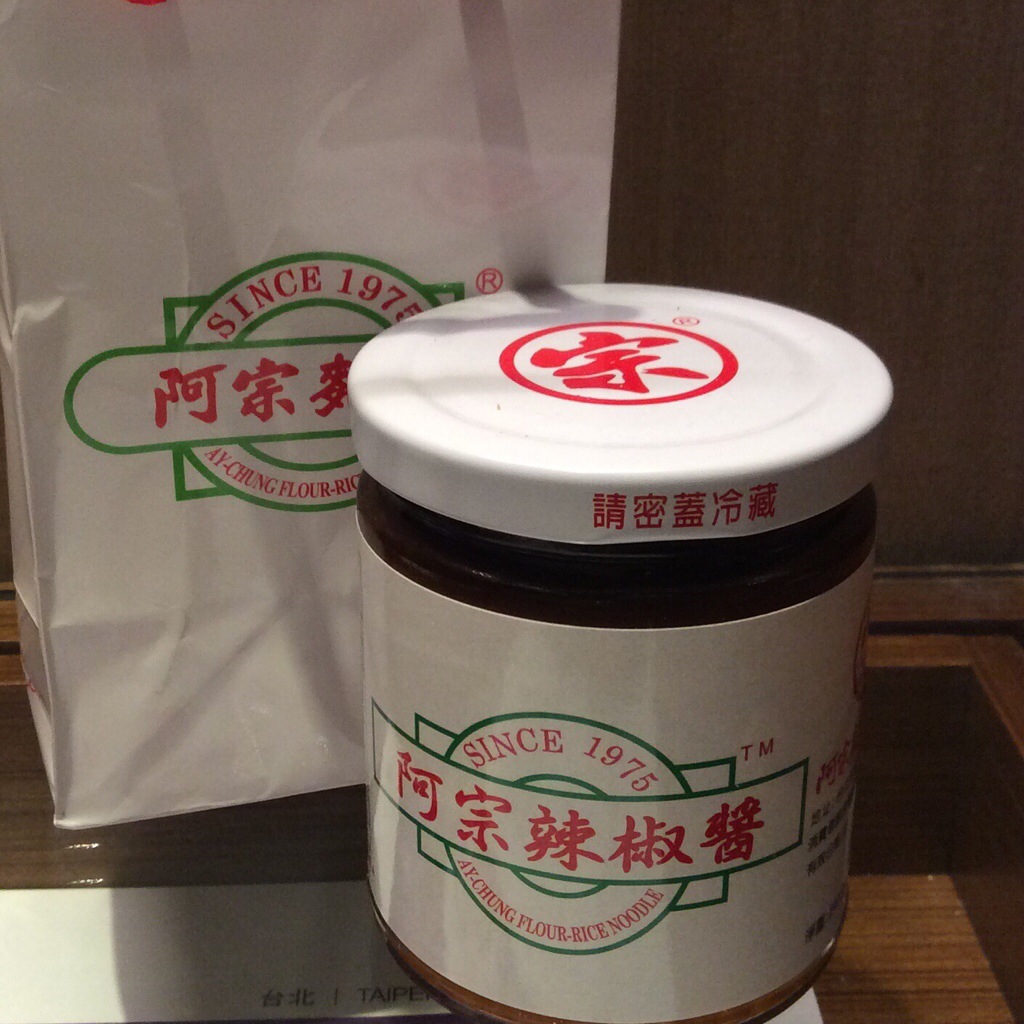 SINCE 1975
®
阿宗麵
AY-CHUNG FLOUR-RIC
宗
®
請密蓋冷藏
SINCE 1975
TM
阿宗辣椒醬
AY-CHUNG FLOUR-RICE NOODLE
台北 | TAIPE